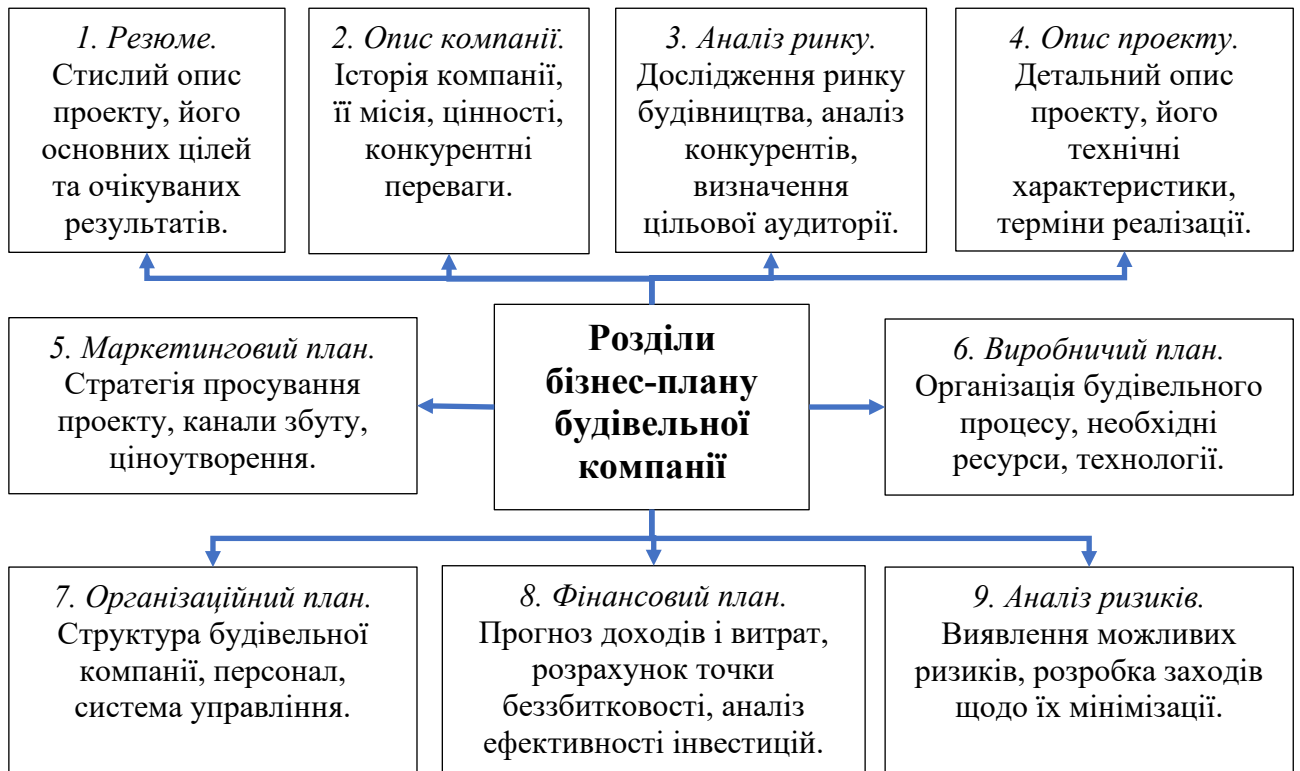 1. Резюме.
Стислий опис
проекту, його
основних цілей
та очікуваних
результатів.
2. Опис компанії.
Історія компанії,
її місія, цінності,
конкурентні
переваги.
3. Аналіз ринку.
Дослідження ринку
будівництва, аналіз
конкурентів,
визначення
цільової аудиторії.
4. Опис проекту.
Детальний опис
проекту, його
технічні
характеристики,
терміни реалізації.
5. Маркетинговий план.
Стратегія просування
проекту, канали збуту,
ціноутворення.
Розділи
бізнес-плану
будівельної
компанії
6. Виробничий план.
Організація будівельного
процесу, необхідні
ресурси, технології.
7. Організаційний план.
Структура будівельної
компанії, персонал,
система управління.
8. Фінансовий план.
Прогноз доходів і витрат,
розрахунок точки
беззбитковості, аналіз
ефективності інвестицій.
9. Аналіз ризиків.
Виявлення можливих
ризиків, розробка заходів
щодо їх мінімізації.